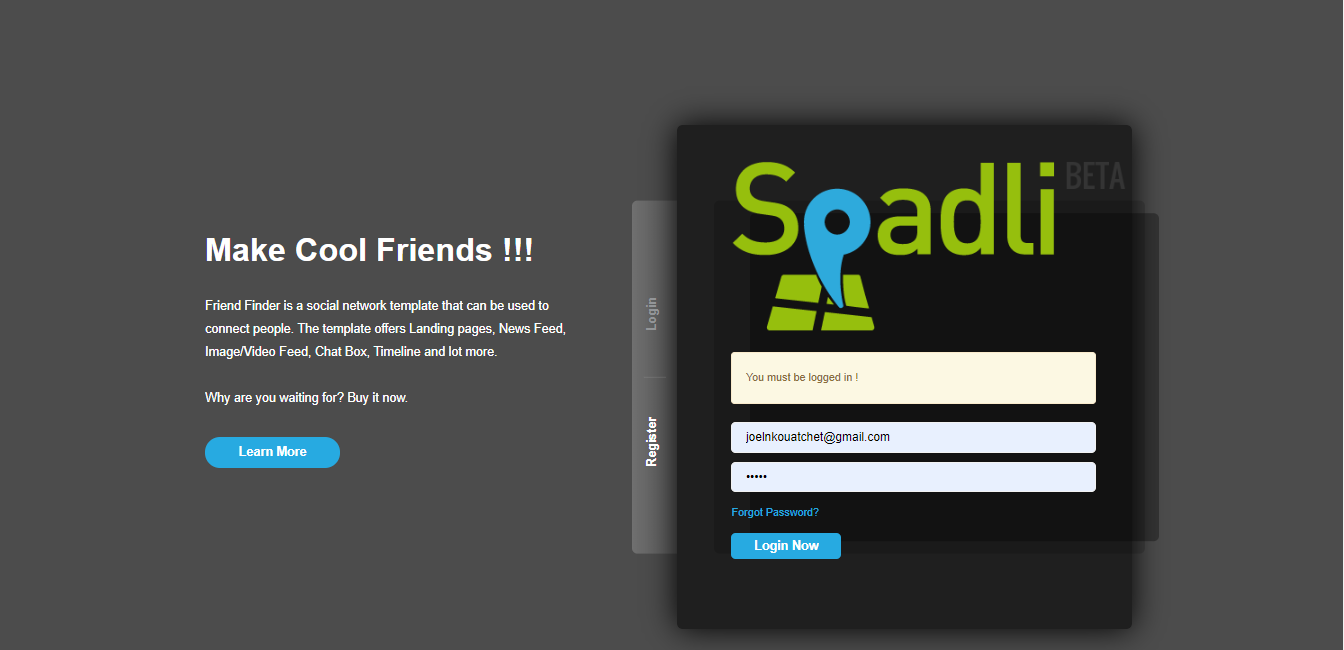 Make Cool Friends !!!
Friend Finder is a social network template that can be used to
connect people. The template offers Landing pages, News Feed,
Image/Video Feed, Chat Box, Timeline and lot more.
Why are you waiting for? Buy it now.
Learn More
Login
Register
Spadli BETA
You must be logged in !
joelnkouatchet@gmail.com
•••••
Forgot Password?
Login Now